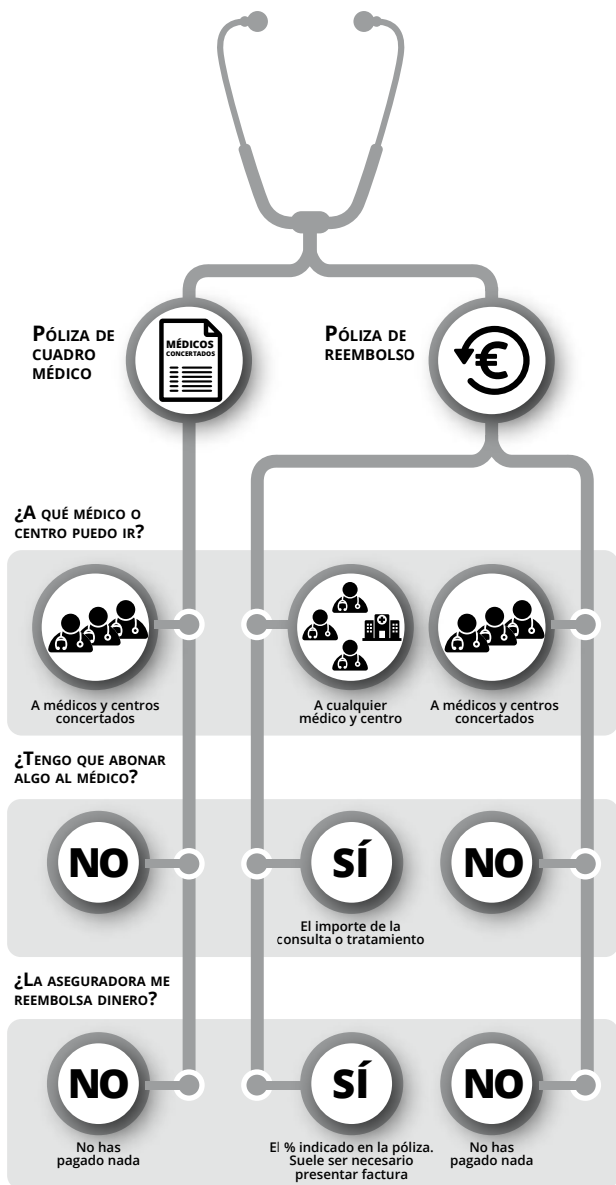 PÓLIZA DE
CUADRO
MÉDICO
MÉDICOS
CONCERTADOS
PÓLIZA DE
REEMBOLSO
€
¿A QUÉ MÉDICO O
CENTRO PUEDO IR?
A médicos y centros
concertados
A cualquier
médico y centro
A médicos y centros
concertados
¿TENGO QUE ABONAR
ALGO AL MÉDICO?
NO
SÍ
El importe de la
consulta o tratamiento
NO
¿LA ASEGURADORA ME
REEMBOLSA DINERO?
NO
No has
pagado nada
SÍ
El % indicado en la póliza.
Suele ser necesario
presentar factura
NO
No has
pagado nada